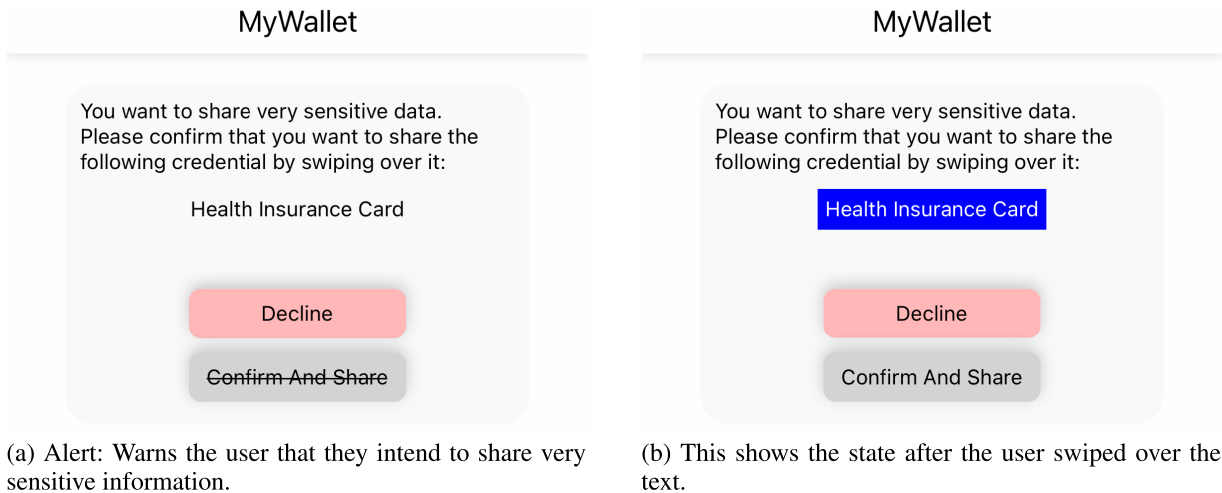 MyWallet
You want to share very sensitive data.
Please confirm that you want to share the
following credential by swiping over it:
Health Insurance Card
Decline
Confirm And Share
(a) Alert: Warns the user that they intend to share very
sensitive information.
MyWallet
You want to share very sensitive data.
Please confirm that you want to share the
following credential by swiping over it:
Health Insurance Card
Decline
Confirm And Share
(b) This shows the state after the user swiped over the
text.